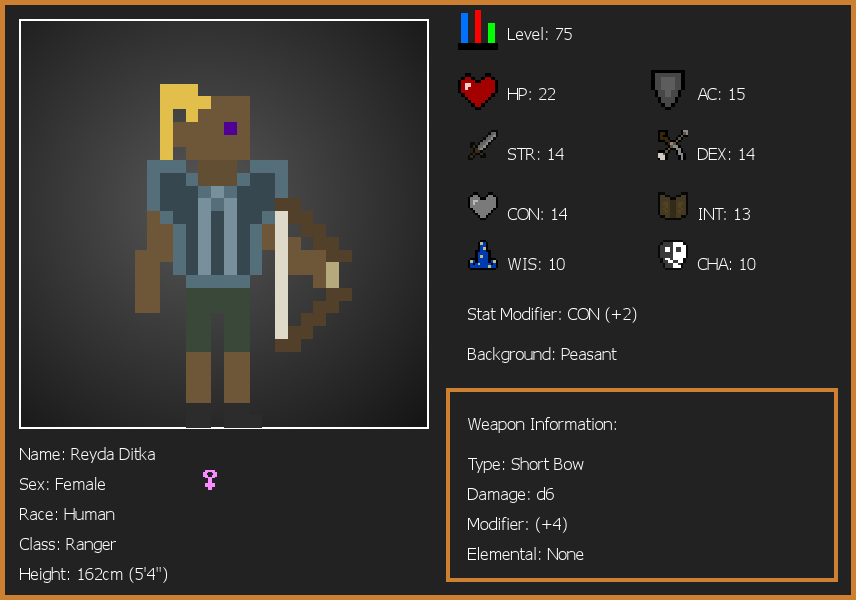 Level: 75
HP: 22
AC: 15
STR: 14
DEX: 14
CON: 14
INT: 13
WIS: 10
CHA: 10
Stat Modifier: CON (+2)
Background: Peasant
Weapon Information:
Type: Short Bow
Damage: d6
Modifier: (+4)
Elemental: None
Name: Reyda Ditka
Sex: Female
Race: Human
Class: Ranger
Height: 162cm (5'4")